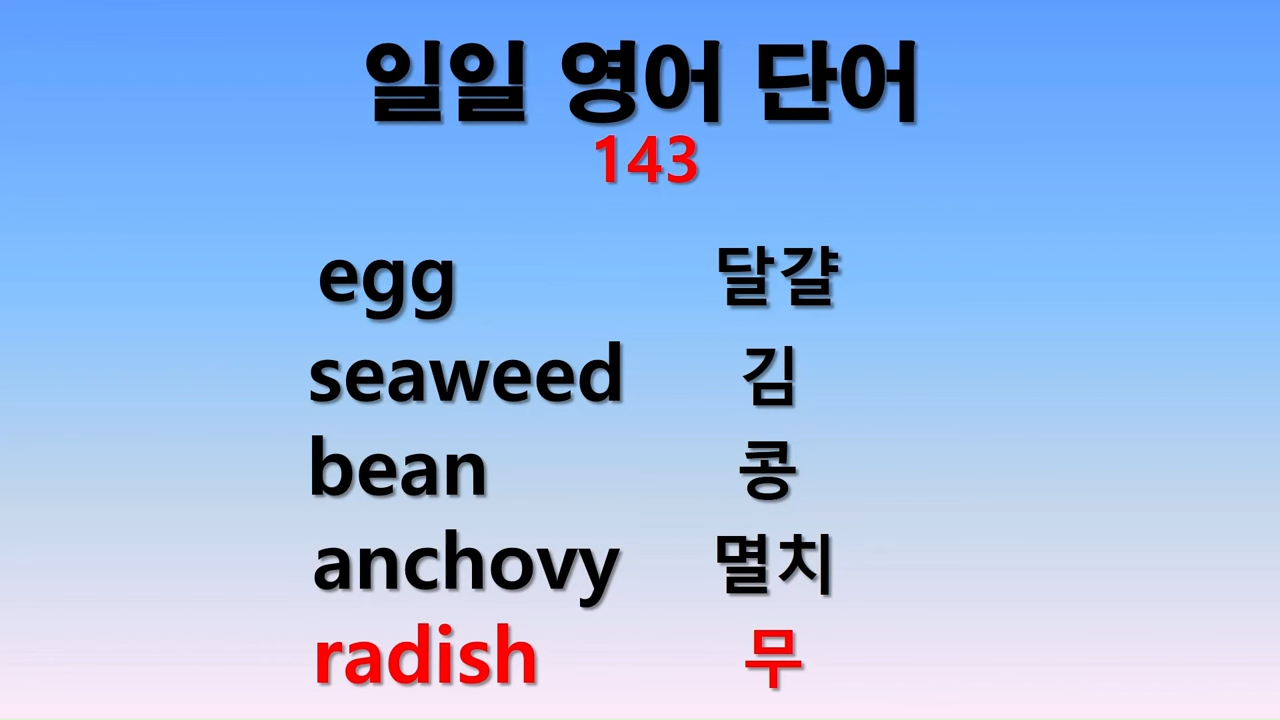 일일 영어 단어
143
egg 달걀
seaweed 김
bean 콩
anchovy 멸치
radish 무